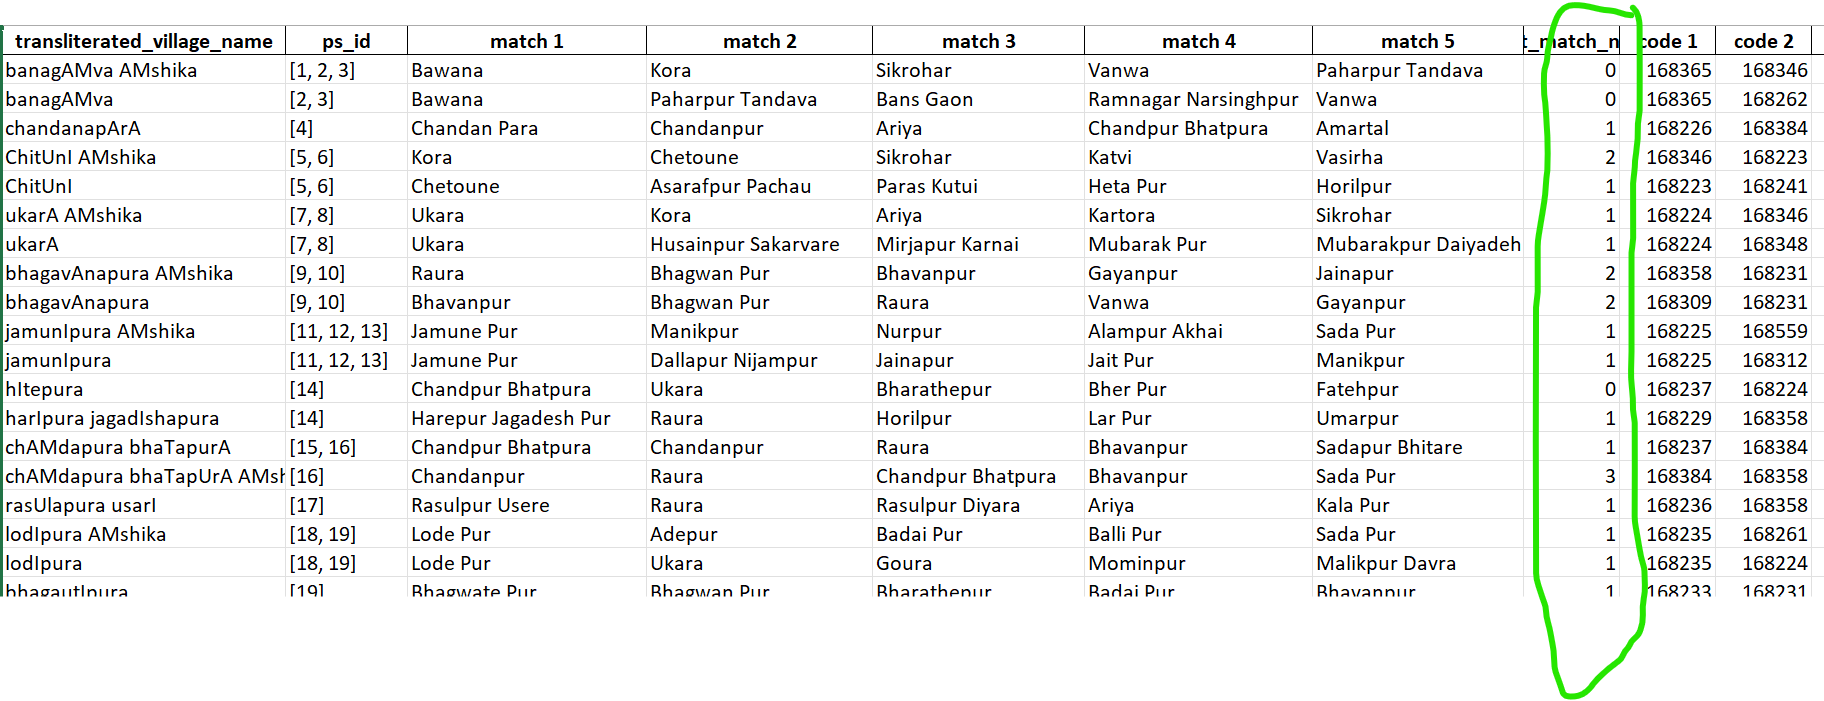 transliterated_village_name ps_id match 1 match 2 match 3 match 4 match 5 t_match_n code 1 code 2
banagAMva AMshika [1, 2, 3] Bawana Kora Sikrohar Vanwa Paharpur Tandava 0 168365 168346
banagAMva [2, 3] Bawana Paharpur Tandava Bans Gaon Ramnagar Narsinghpur Vanwa 0 168365 168262
chandanapArA [4] Chandan Para Chandanpur Ariya Chandpur Bhatpura Amartal 1 168226 168384
ChitUnI AMshika [5, 6] Kora Chetoune Sikrohar Katvi Vasirha 2 168346 168223
ChitUnI [5, 6] Chetoune Asarafpur Pachau Paras Kutui Heta Pur Horilpur 1 168223 168241
ukarA AMshika [7, 8] Ukara Kora Ariya Kartora Sikrohar 1 168224 168346
ukarA [7, 8] Ukara Husainpur Sakarvare Mirjapur Karnai Mubarak Pur Mubarakpur Daiyadeh 1 168224 168348
bhagavAnapura AMshika [9, 10] Raura Bhagwan Pur Bhavanpur Gayanpur Jainapur 2 168358 168231
bhagavAnapura [9, 10] Bhavanpur Bhagwan Pur Raura Vanwa Gayanpur 2 168309 168231
jamunIpura AMshika [11, 12, 13] Jamune Pur Manikpur Nurpur Alampur Akhai Sada Pur 1 168225 168559
jamunIpura [11, 12, 13] Jamune Pur Dallapur Nijampur Jainapur Jait Pur Manikpur 1 168225 168312
hItepura [14] Chandpur Bhatpura Ukara Bharathepur Bher Pur Fatehpur 0 168237 168224
harIpura jagadIshapura [14] Harepur Jagadesh Pur Raura Horilpur Lar Pur Umarpur 1 168229 168358
chAMdapura bhaTapurA [15, 16] Chandpur Bhatpura Chandanpur Raura Bhavanpur Sadapur Bhitare 1 168237 168384
chAMdapura bhaTapUrA AMsh [16] Chandanpur Raura Chandpur Bhatpura Bhavanpur Sada Pur 3 168384 168358
rasUlapura usarI [17] Rasulpur Usere Raura Rasulpur Diyara Ariya Kala Pur 1 168236 168358
lodIpura AMshika [18, 19] Lode Pur Adepur Badai Pur Balli Pur Sada Pur 1 168235 168261
lodIpura [18, 19] Lode Pur Ukara Goura Mominpur Malikpur Davra 1 168235 168224
bhagautIpura [19] Bhagwate Pur Bhagwan Pur Bharathepur Badai Pur Bhavanpur 1 168233 168231